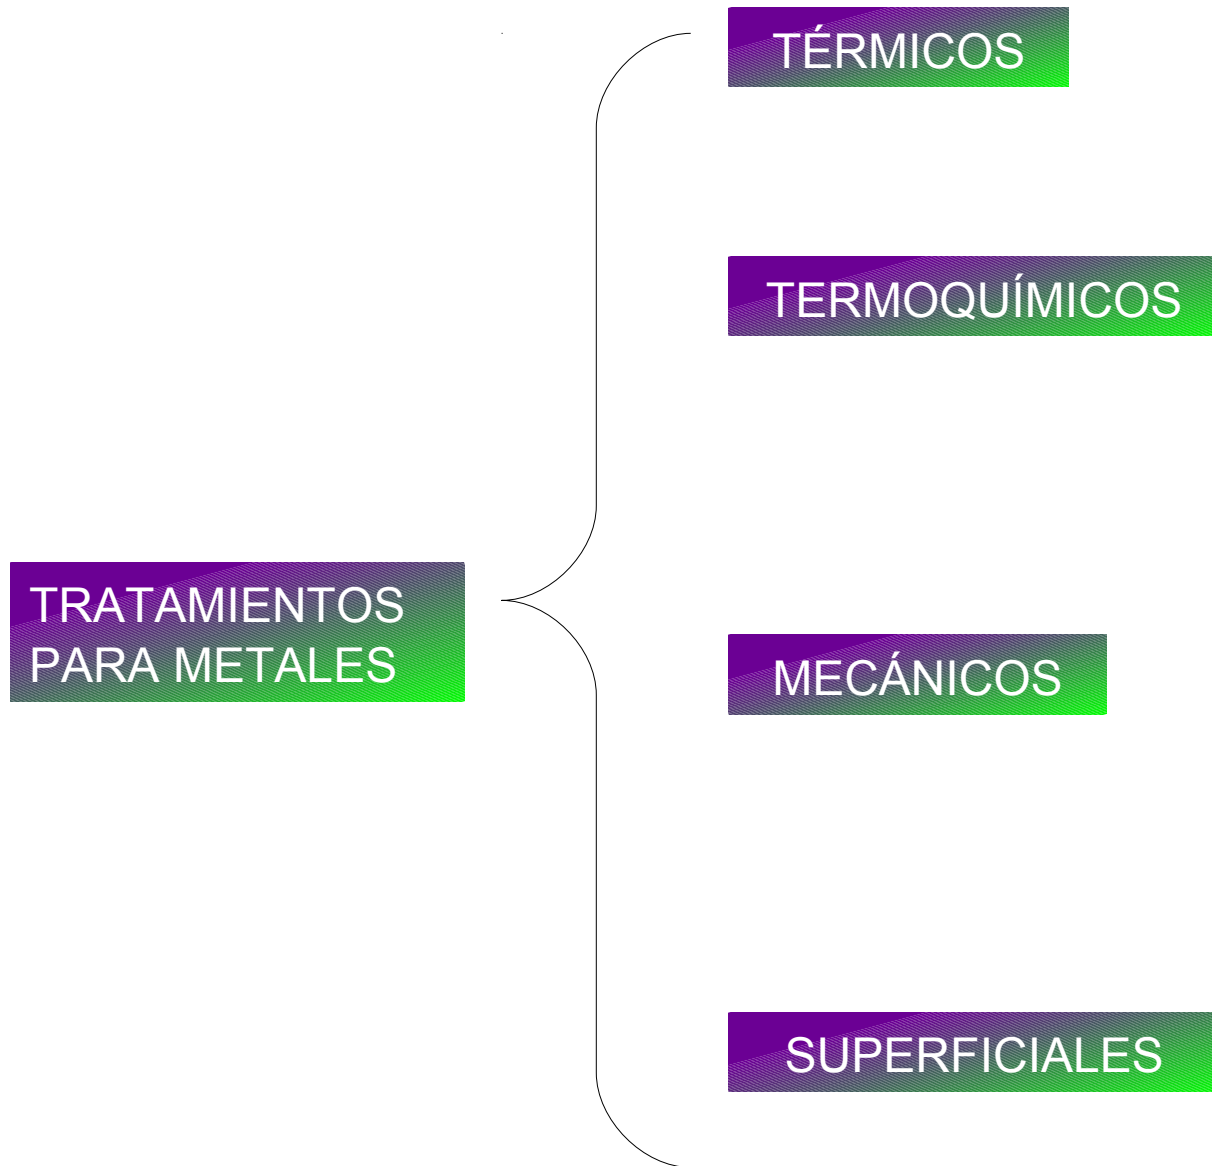 TÉRMICOS
TERMOQUÍMICOS
TRATAMIENTOS
PARA METALES
MECÁNICOS
SUPERFICIALES